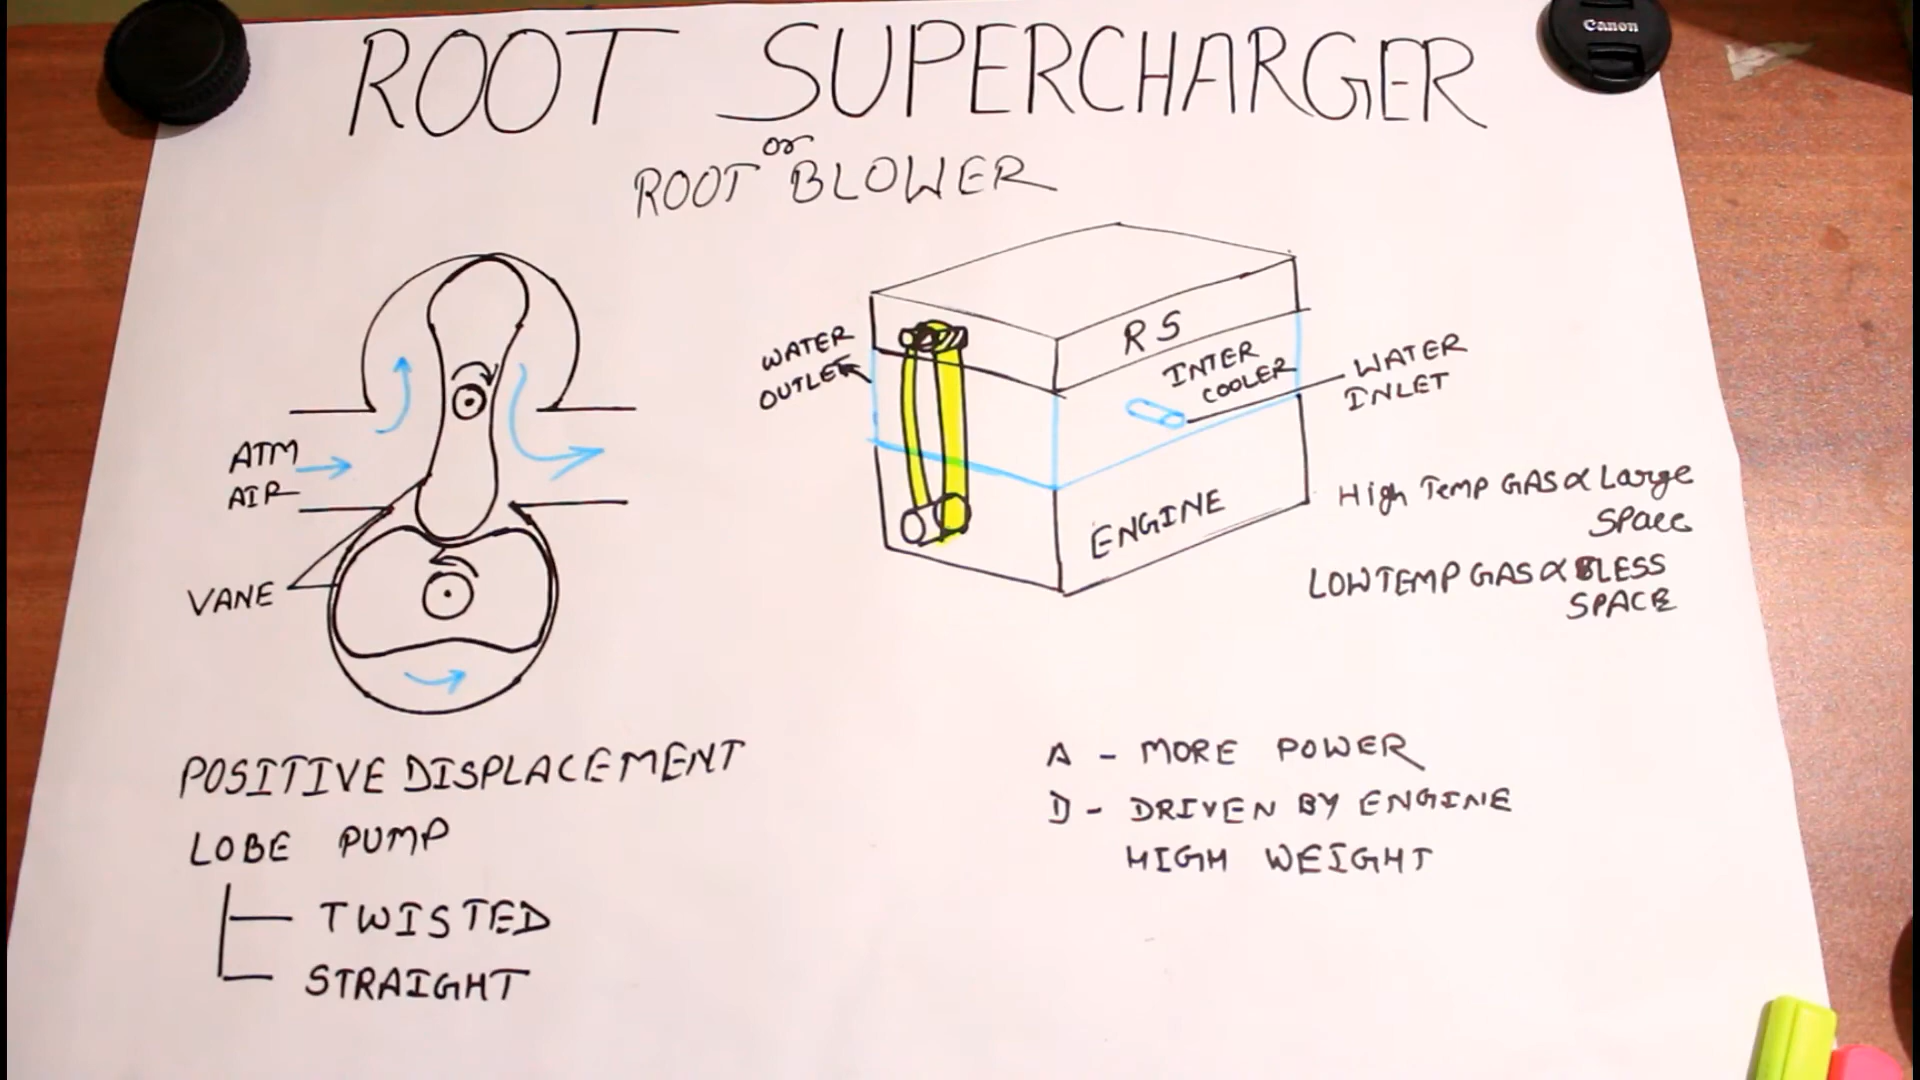 Canon
ROOT SUPERCHARGER
or
ROOT BLOWER
WATER
OUTLET
RS
INTER
COOLER
WATER
INLET
ENGINE
ATM
AIR
VANE
High Temp GAS α Large
SPace
LOW TEMP GAS α LESS
SPACE
POSITIVE DISPLACEMENT
LOBE PUMP
TWISTED
STRAIGHT
A - MORE POWER
D - DRIVEN BY ENGINE
HIGH WEIGHT